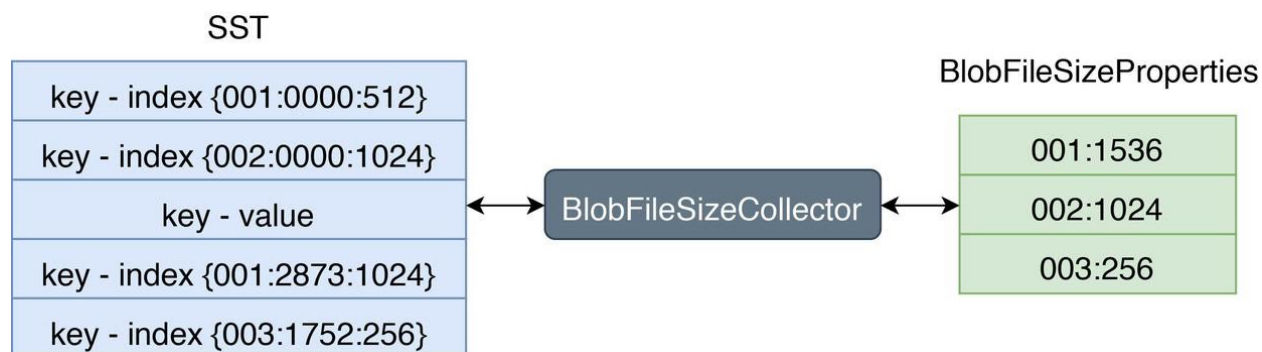 SST
key - index {001:0000:512}
key - index {002:0000:1024}
key - value
key - index {001:2873:1024}
key - index {003:1752:256}
BlobFileSizeCollector
BlobFileSizeProperties
001:1536
002:1024
003:256